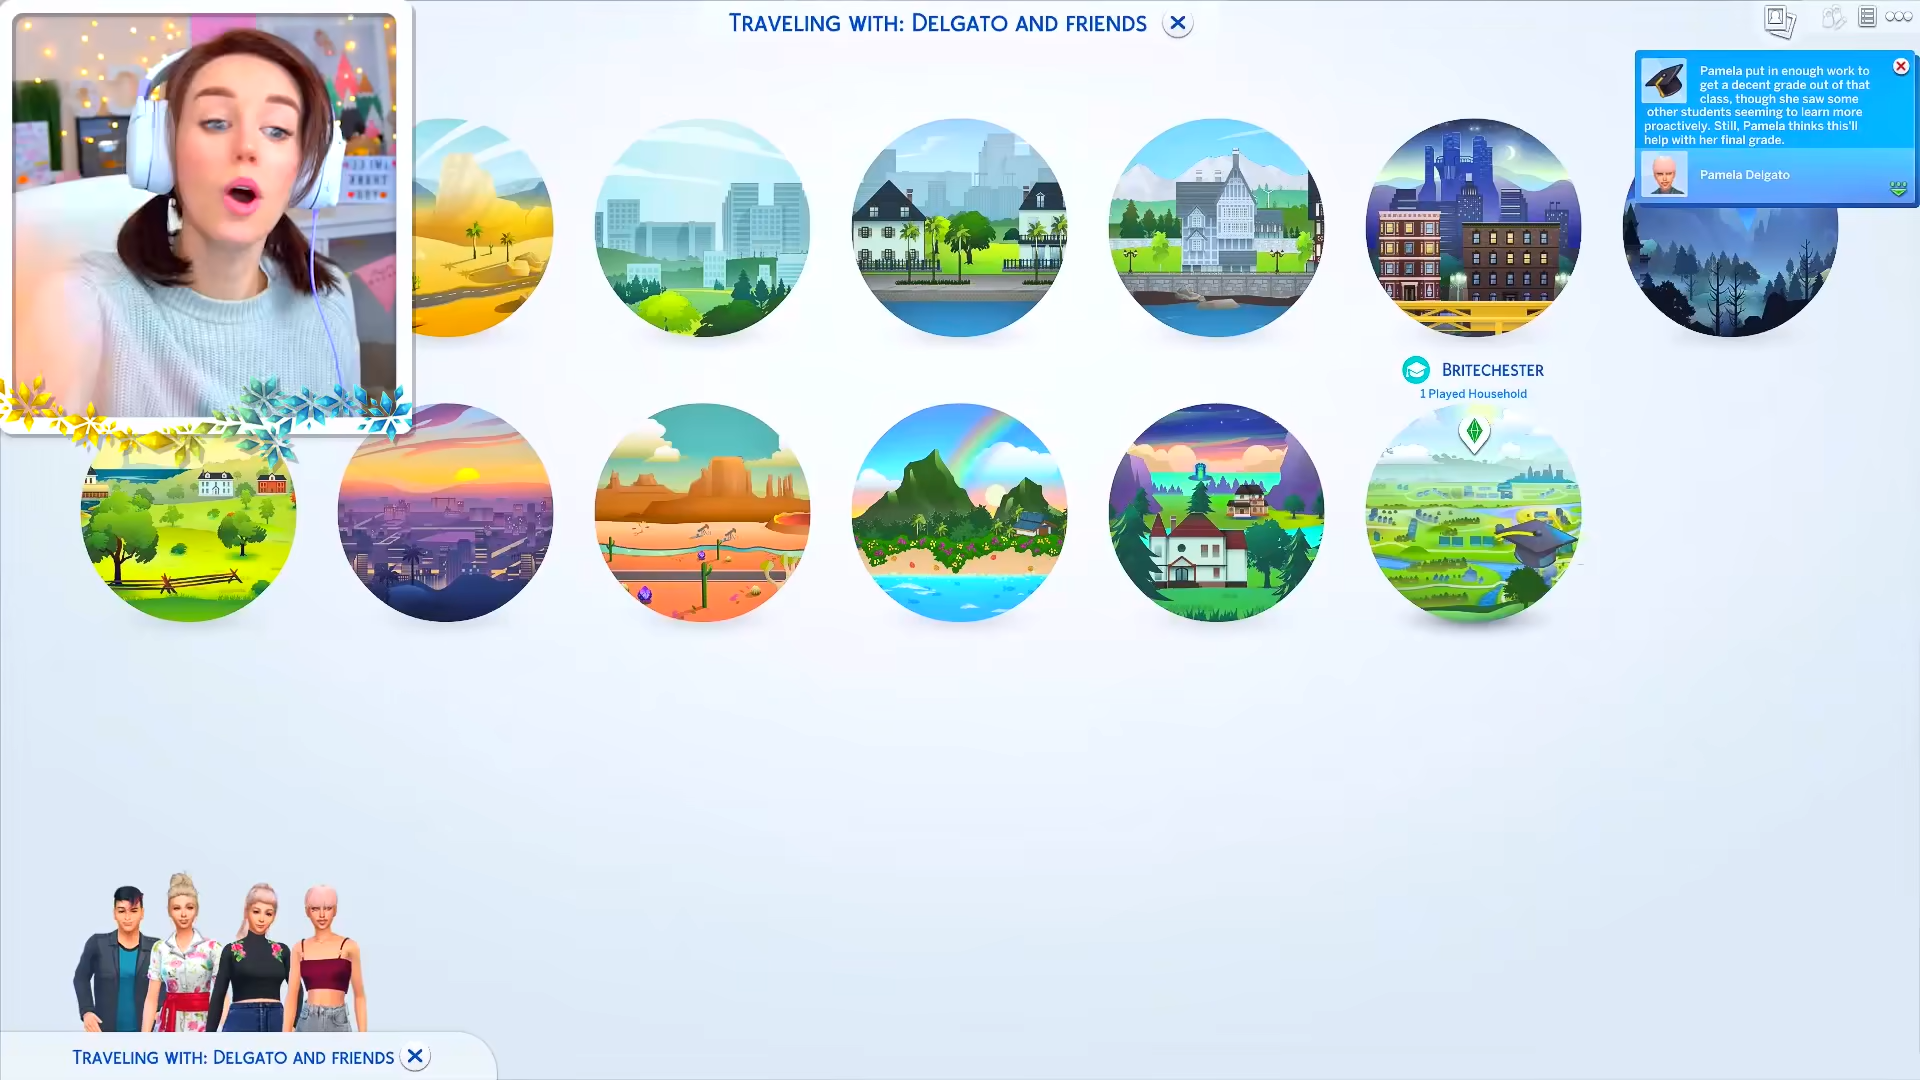 TRAVELING WITH: DELGATO AND FRIENDS
Pamela put in enough work to
get a decent grade out of that
class, though she saw some
other students seeming to learn more
proactively. Still, Pamela thinks this'll
help with her final grade.
Pamela Delgato
BRITECHESTER
1 Played Household
TRAVELING WITH: DELGATO AND FRIENDS